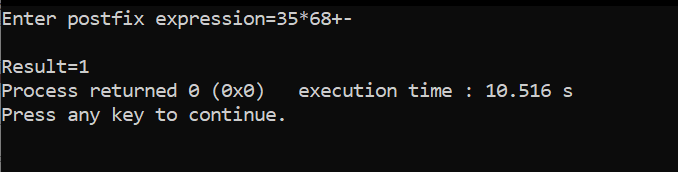 Enter postfix expression=35*68+-
Result=1
Process returned 0 (0x0)   execution time : 10.516 s
Press any key to continue.